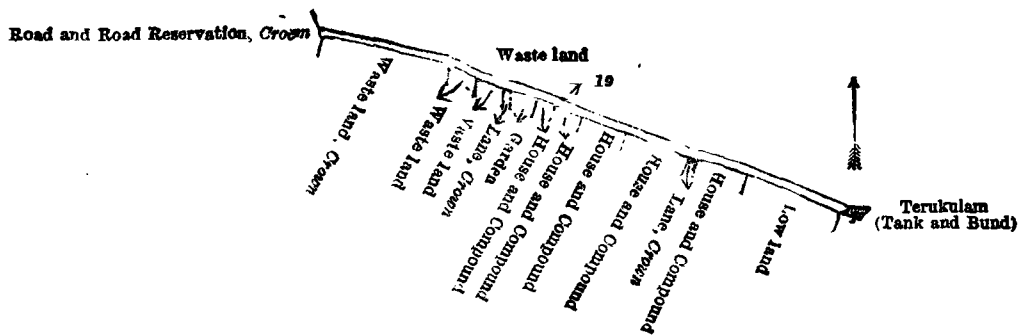 Road and Road Reservation, Crown
Waste land
19
Waste land, Crown
Waste land
Waste land
Lane, Crown
Garden
House and Compound
House and Compound
House and Compound
House and Compound
Lane, Crown
House and Compound
Low land
Terukulam
(Tank and Bund)